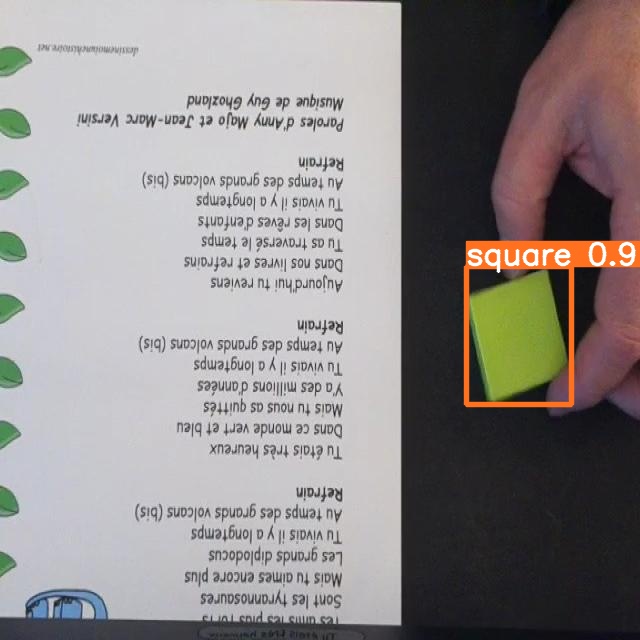 Les amis les plus forts
Sont les tyrannosaures
Mais tu aimes encore plus
Les grands diplodocus
Tu vivais il y a longtemps
Au temps des grands volcans (bis)
Refrain
Tu étais très heureux
Dans ce monde vert et bleu
Mais tu nous as quittés
Y'a des millions d'années
Tu vivais il y a longtemps
Au temps des grands volcans (bis)
Refrain
Aujourd'hui tu reviens
Dans nos livres et refrains
Tu as traversé le temps
Dans les rêves d'enfants
Tu vivais il y a longtemps
Au temps des grands volcans (bis)
Refrain
Paroles d'Anny Majo et Jean-Marc Versini
Musique de Guy Ghozland
dessinemoiunehistoire.net
square 0.9